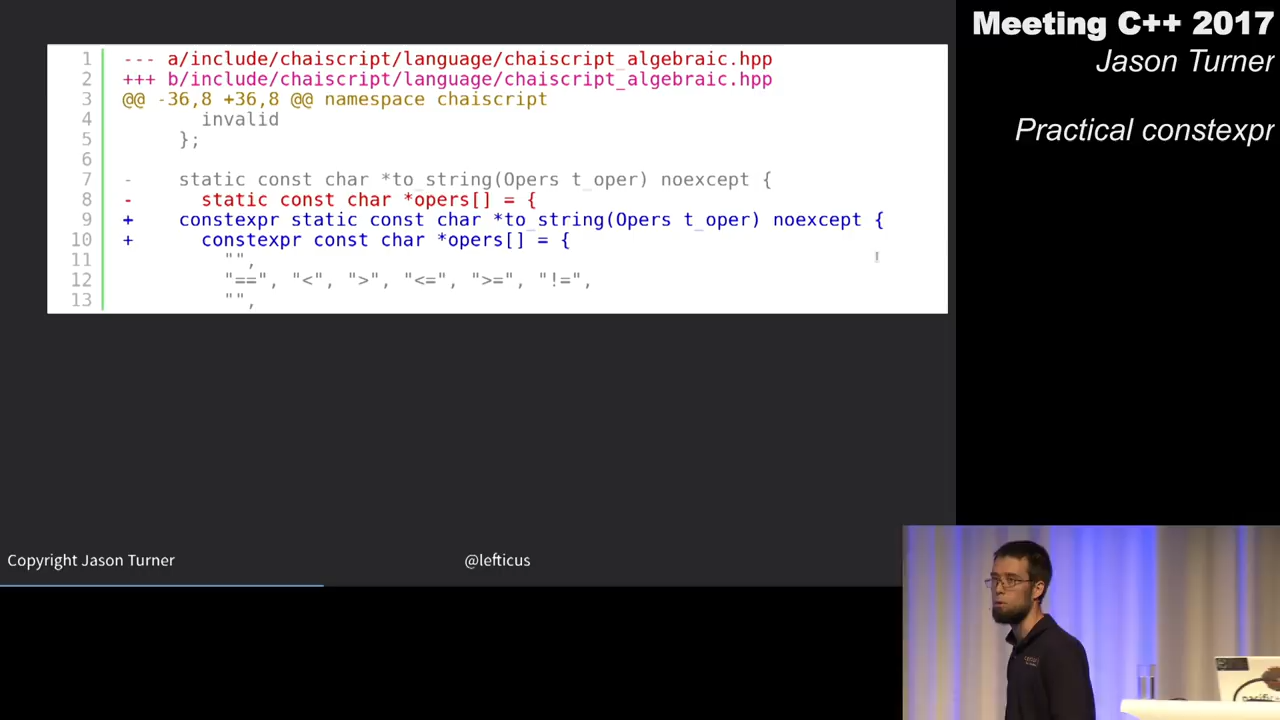 Meeting C++ 2017
Jason Turner
Practical constexpr
1 --- a/include/chaiscript/language/chaiscript_algebraic.hpp
2 +++ b/include/chaiscript/language/chaiscript_algebraic.hpp
3 @@ -36,8 +36,8 @@ namespace chaiscript
4 invalid
5 };
6
7 - static const char *to_string(Opers t_oper) noexcept {
8 - static const char *opers[] = {
9 + constexpr static const char *to_string(Opers t_oper) noexcept {
10 + constexpr const char *opers[] = {
11 "",
12 "==", "<", ">", "<=", ">=", "!=",
13 "",
Copyright Jason Turner
@lefticus